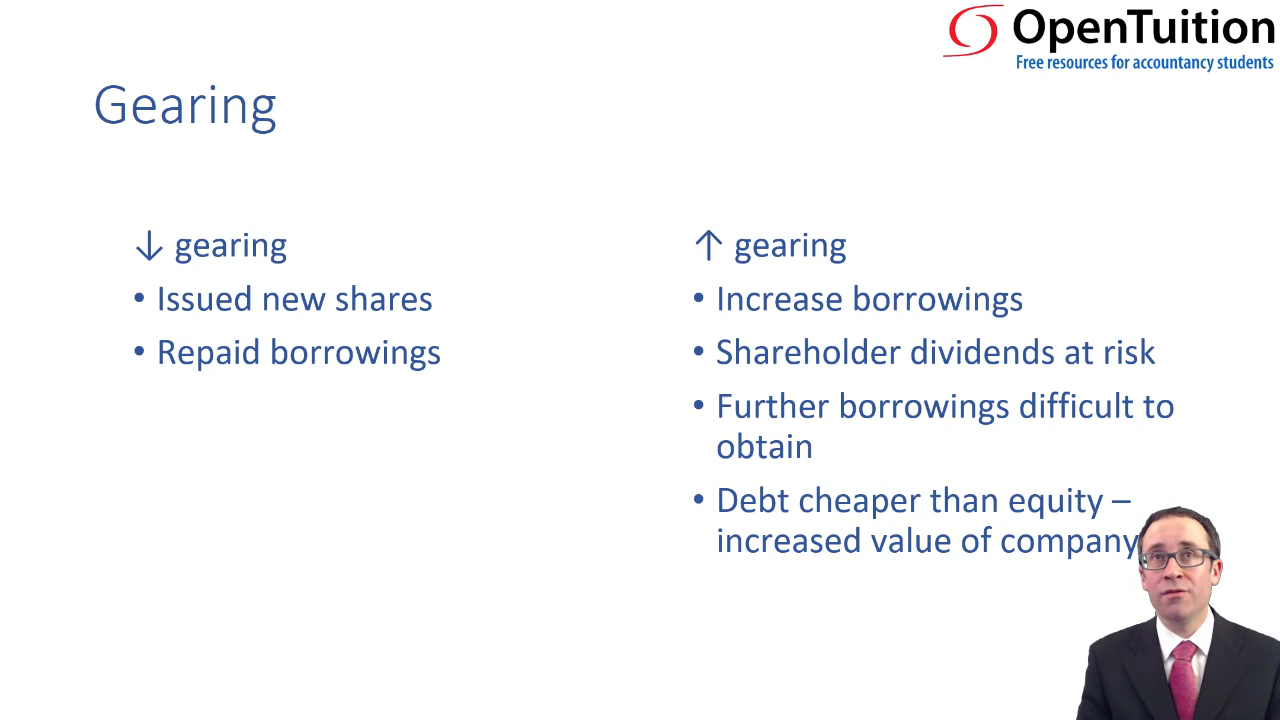 OpenTuition
Free resources for accountancy students
Gearing
↓ gearing
• Issued new shares
• Repaid borrowings
↑ gearing
• Increase borrowings
• Shareholder dividends at risk
• Further borrowings difficult to
obtain
• Debt cheaper than equity –
increased value of company